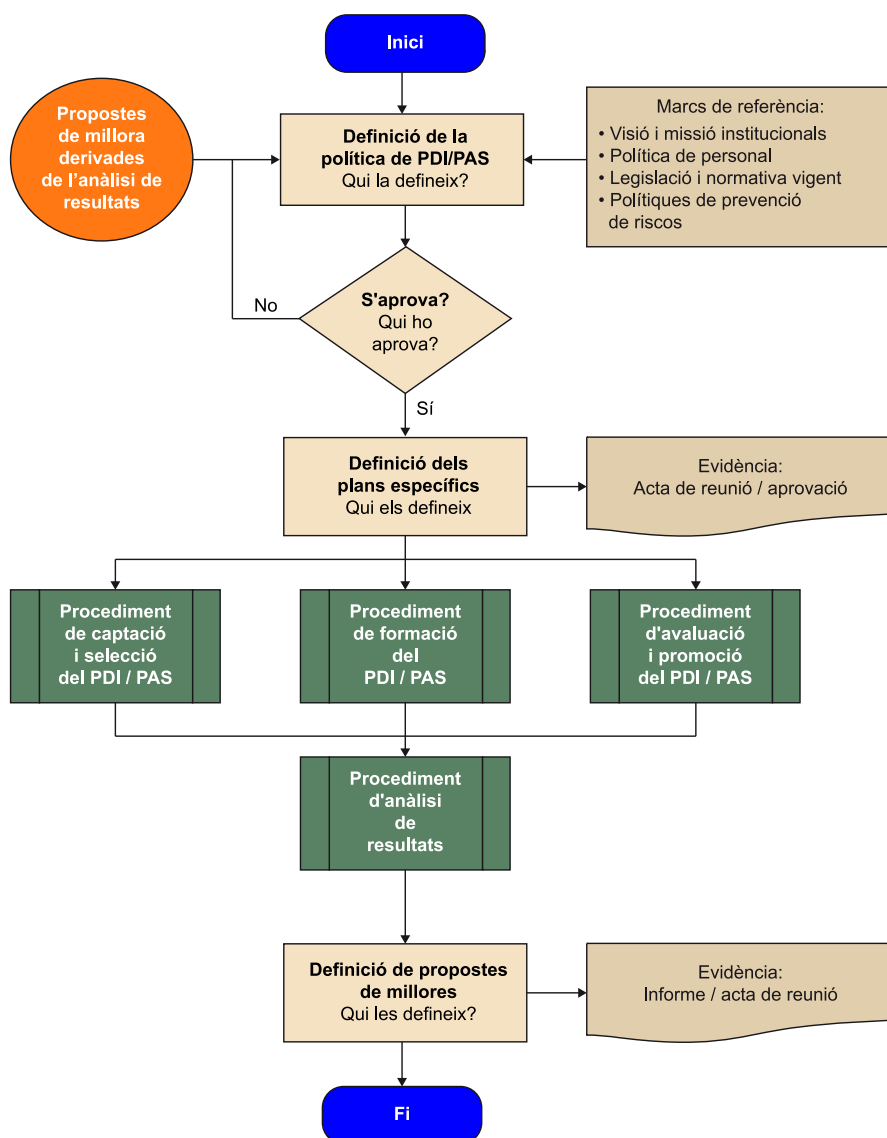 Inici
Propostes
de millora
derivades
de l'anàlisi de
resultats
Definició de la
política de PDI/PAS
Qui la defineix?
Marcs de referència:
• Visió i missió institucionals
• Política de personal
• Legislació i normativa vigent
• Polítiques de prevenció
de riscos
S'aprova?
Qui ho
aprova?
No
Sí
Definició dels
plans específics
Qui els defineix
Evidència:
Acta de reunió / aprovació
Procediment
de captació
i selecció
del PDI / PAS
Procediment
de formació
del
PDI / PAS
Procediment
d'avaluació
i promoció
del PDI / PAS
Procediment
d'anàlisi
de
resultats
Definició de propostes
de millores
Qui les defineix?
Evidència:
Informe / acta de reunió
Fi